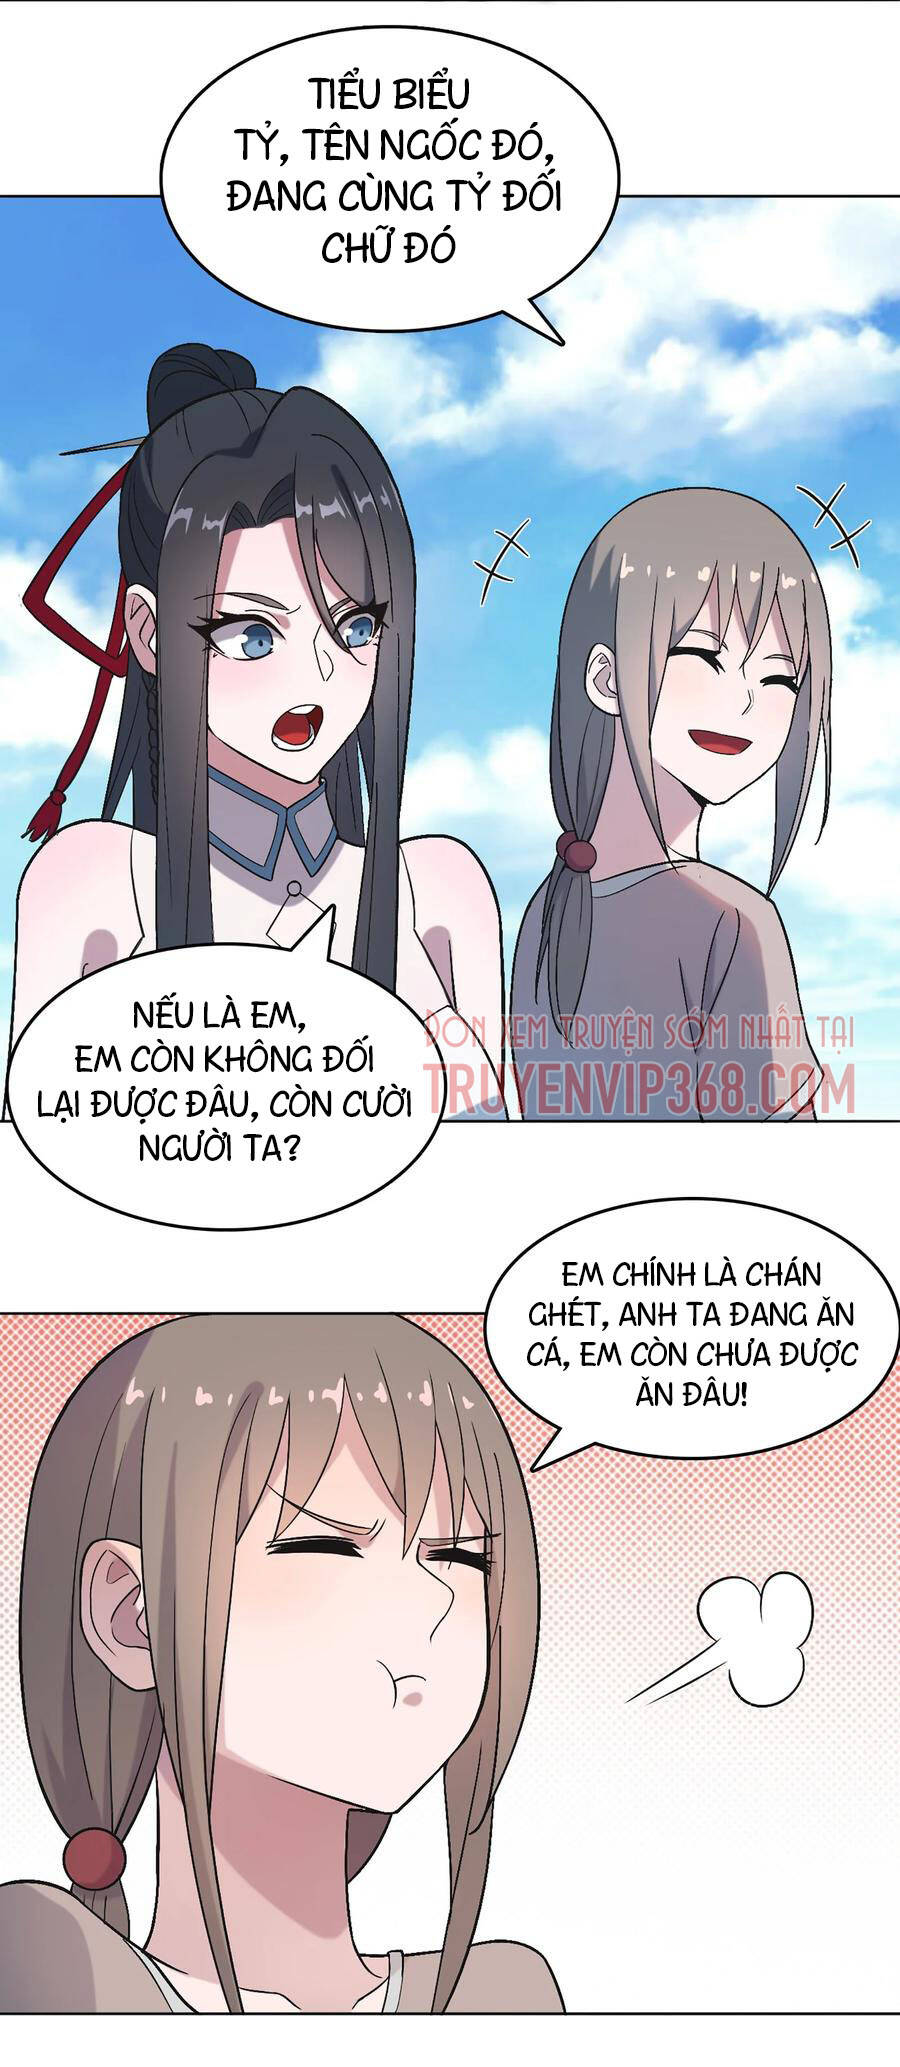 TIỂU BIỂU
TỶ, TÊN NGỐC ĐÓ,
ĐANG CÙNG TỶ ĐỐI
CHỮ ĐÓ
NẾU LÀ EM,
EM CÒN KHÔNG ĐỐI
LẠI ĐƯỢC ĐÂU, CÒN CƯỜI
NGƯỜI TA?
ĐÓN XEM TRUYỆN SỚM NHẤT TẠI
TRUYENVIP368.COM
EM CHÍNH LÀ CHÁN
GHÉT, ANH TA ĐANG ĂN
CÁ, EM CÒN CHƯA ĐƯỢC
ĂN ĐÂU!